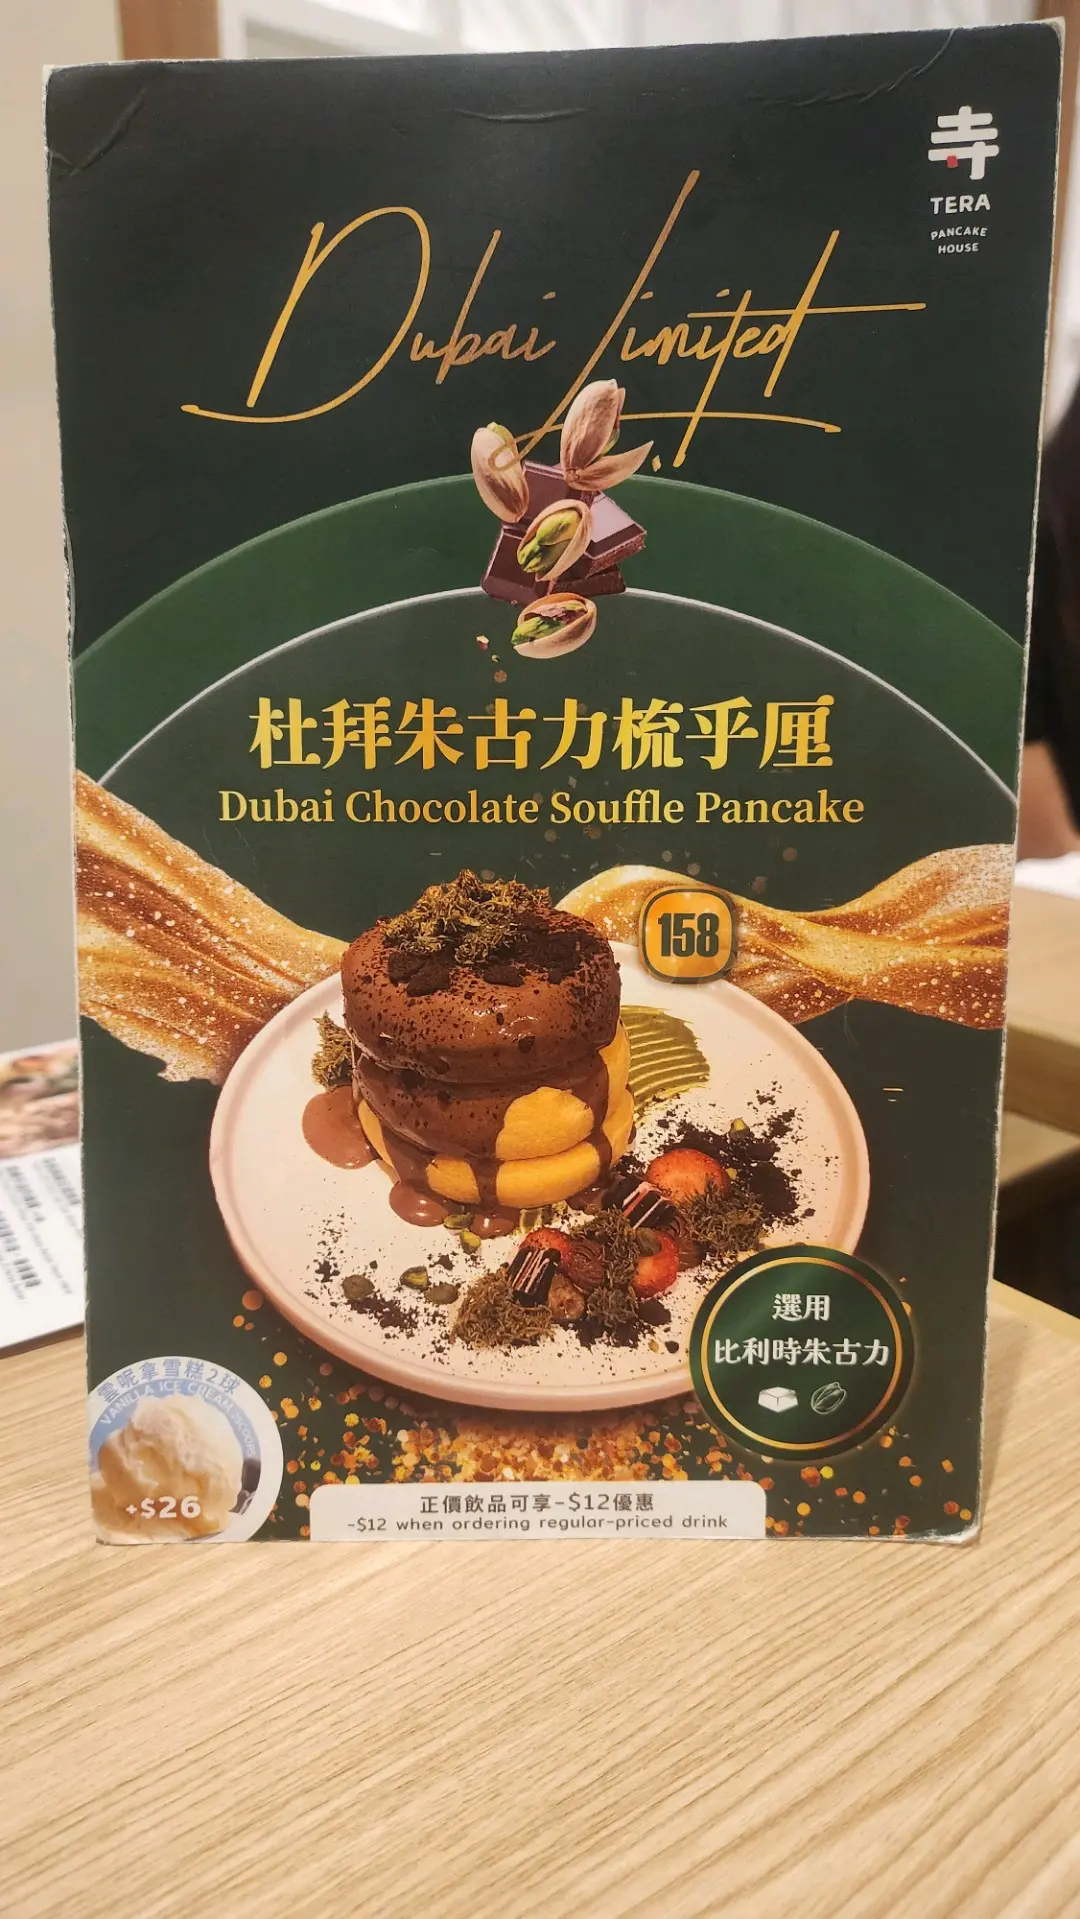 寺
TERA
PANCAKE
HOUSE
Dubai Limited
杜拜朱古力梳乎厘
Dubai Chocolate Souffle Pancake
158
選用
比利時朱古力
雲呢拿雪糕2球
VANILLA ICE CREAM 2SCOOPS
+$26
正價飲品可享-$12優惠
-$12 when ordering regular-priced drink